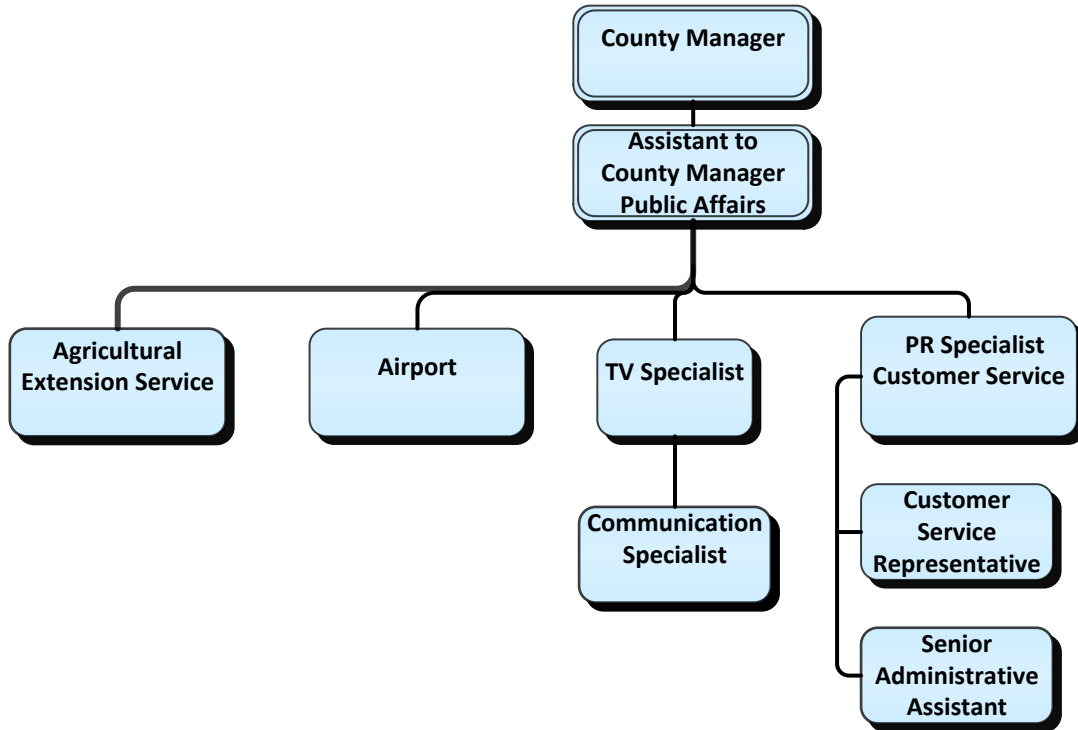 County Manager
Assistant to
County Manager
Public Affairs
Agricultural
Extension Service
Airport
TV Specialist
PR Specialist
Customer Service
Communication
Specialist
Customer
Service
Representative
Senior
Administrative
Assistant